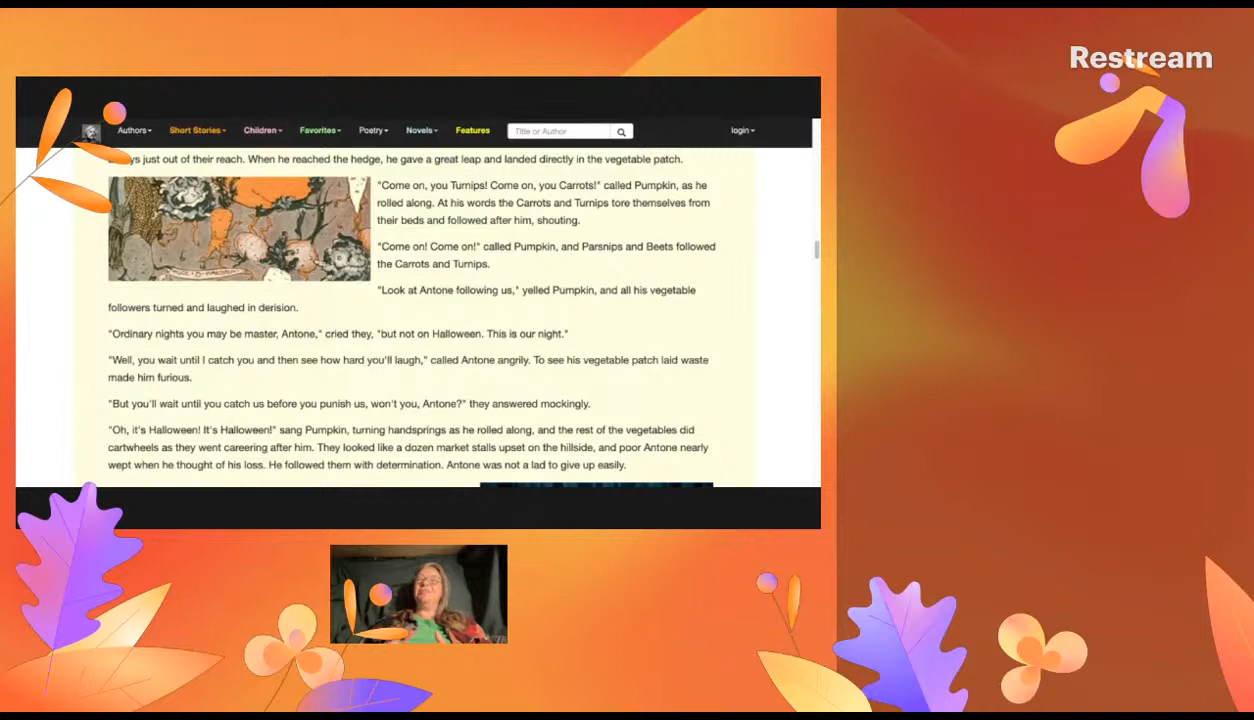 Restream
Authors Short Stories Children Favorites Poetry Novels Features Title or Author login
just out of their reach. When he reached the hedge, he gave a great leap and landed directly in the vegetable patch.
"Come on, you Turnips! Come on, you Carrots!" called Pumpkin, as he
rolled along. At his words the Carrots and Turnips tore themselves from
their beds and followed after him, shouting.
"Come on! Come on!" called Pumpkin, and Parsnips and Beets followed
the Carrots and Turnips.
"Look at Antone following us," yelled Pumpkin, and all his vegetable
followers turned and laughed in derision.
"Ordinary nights you may be master, Antone," cried they, "but not on Halloween. This is our night."
"Well, you wait until I catch you and then see how hard you'll laugh," called Antone angrily. To see his vegetable patch laid waste
made him furious.
"But you'll wait until you catch us before you punish us, won't you, Antone?" they answered mockingly.
"Oh, it's Halloween! It's Halloween!" sang Pumpkin, turning handsprings as he rolled along, and the rest of the vegetables did
cartwheels as they went careering after him. They looked like a dozen market stalls upset on the hillside, and poor Antone nearly
wept when he thought of his loss. He followed them with determination. Antone was not a lad to give up easily.